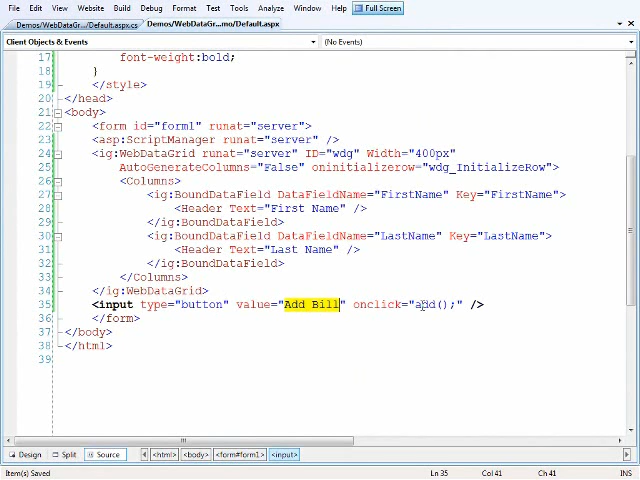 File Edit View Website Build Debug Format Tools Analyze Window Help Full Screen
Demos/WebDataGr.../Default.aspx.cs Demos/WebDataGr...mo/Default.aspx
Client Objects & Events (No Events)
17 font-weight:bold;
18 }
19 </style>
20 </head>
21 <body>
22 <form id="form1" runat="server">
23 <asp:ScriptManager runat="server" />
24 <ig:WebDataGrid runat="server" ID="wdg" Width="400px"
25 AutoGenerateColumns="False" oninitializerow="wdg_InitializeRow">
26 <Columns>
27 <ig:BoundDataField DataFieldName="FirstName" Key="FirstName">
28 <Header Text="First Name" />
29 </ig:BoundDataField>
30 <ig:BoundDataField DataFieldName="LastName" Key="LastName">
31 <Header Text="Last Name" />
32 </ig:BoundDataField>
33 </Columns>
34 </ig:WebDataGrid>
35 <input type="button" value="Add Bill" onclick="add();" />
36 </form>
37 </body>
38 </html>
39
Design Split Source <html> <body> <form#form1> <input>
Item(s) Saved Ln 35 Col 41 Ch 41 INS